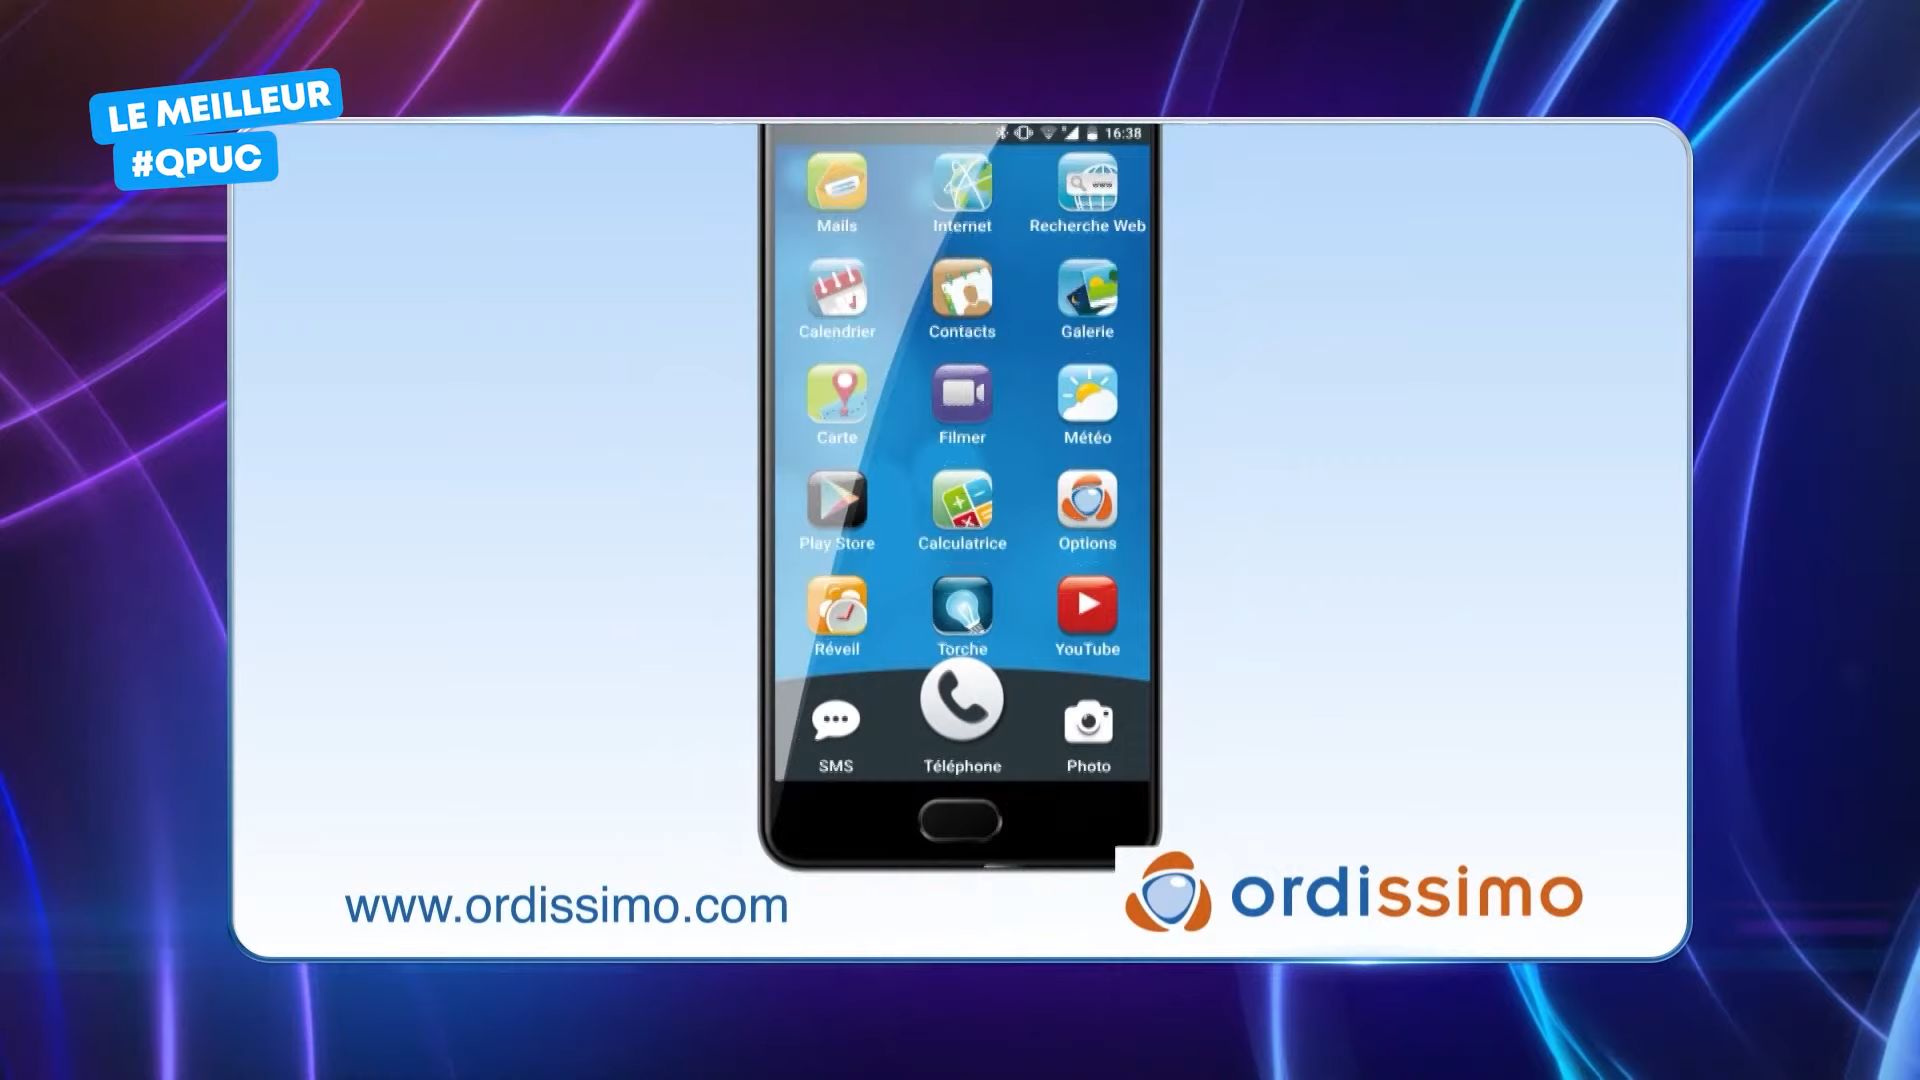 LE MEILLEUR
#QPUC
16:38
Mails
Internet
Recherche Web
www
Calendrier
Contacts
Galerie
Carte
Filmer
Météo
Play Store
Calculatrice
Options
Réveil
Torche
YouTube
SMS
Téléphone
Photo
www.ordissimo.com
ordissimo